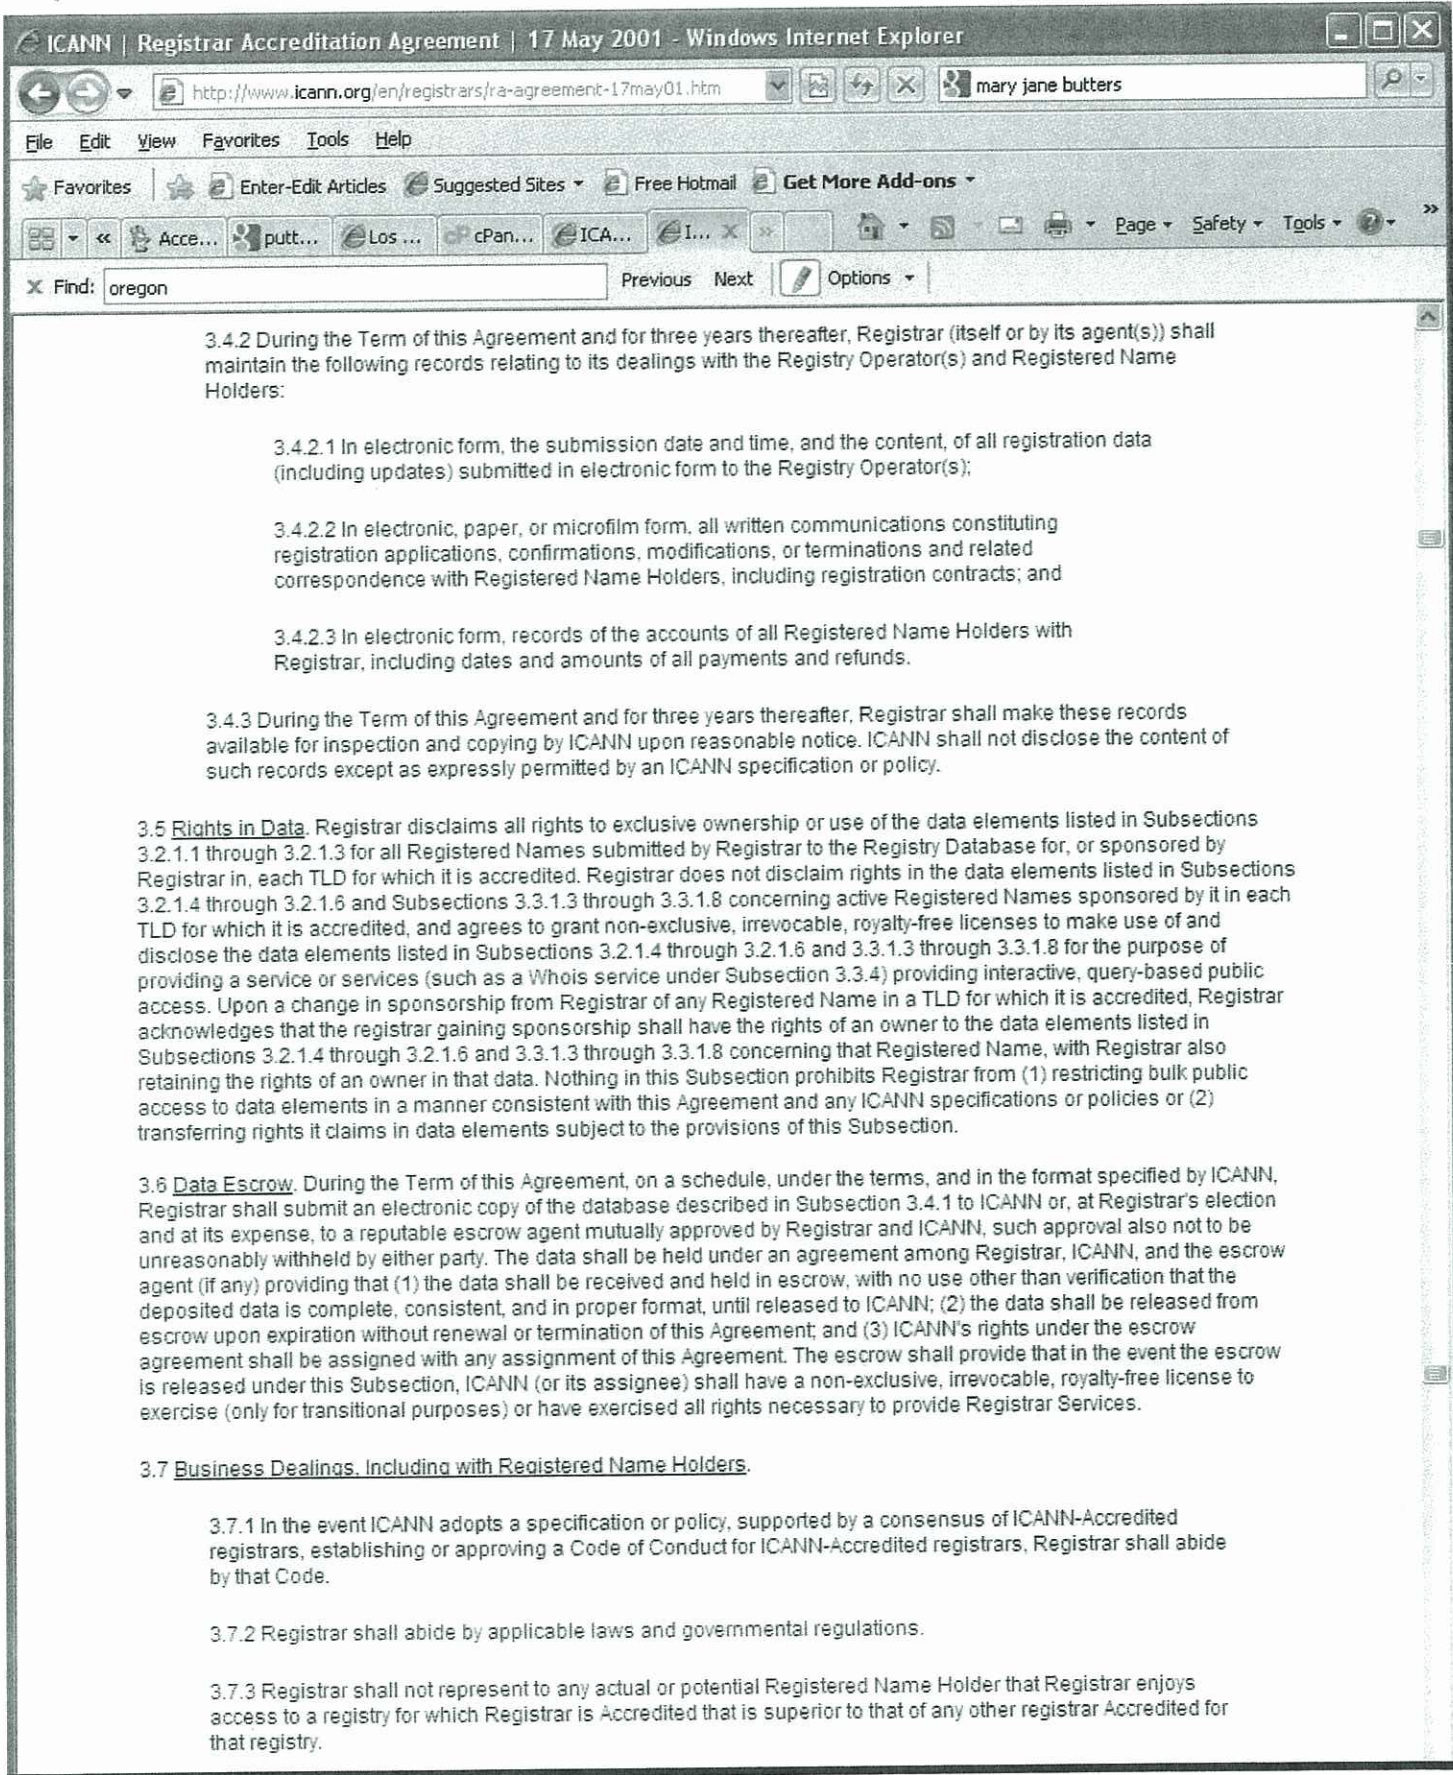 ICANN | Registrar Accreditation Agreement | 17 May 2001 - Windows Internet Explorer
http://www.icann.org/en/registrars/ra-agreement-17may01.htm
mary jane butters
File Edit View Favorites Tools Help
Favorites Enter-Edit Articles Suggested Sites Free Hotmail Get More Add-ons
Acce... putt... Los ... cPan... ICA... I... Page Safety Tools
Find: oregon Previous Next Options
3.4.2 During the Term of this Agreement and for three years thereafter, Registrar (itself or by its agent(s)) shall
maintain the following records relating to its dealings with the Registry Operator(s) and Registered Name
Holders:
3.4.2.1 In electronic form, the submission date and time, and the content, of all registration data
(including updates) submitted in electronic form to the Registry Operator(s);
3.4.2.2 In electronic, paper, or microfilm form, all written communications constituting
registration applications, confirmations, modifications, or terminations and related
correspondence with Registered Name Holders, including registration contracts; and
3.4.2.3 In electronic form, records of the accounts of all Registered Name Holders with
Registrar, including dates and amounts of all payments and refunds.
3.4.3 During the Term of this Agreement and for three years thereafter, Registrar shall make these records
available for inspection and copying by ICANN upon reasonable notice. ICANN shall not disclose the content of
such records except as expressly permitted by an ICANN specification or policy.
3.5 Rights in Data. Registrar disclaims all rights to exclusive ownership or use of the data elements listed in Subsections
3.2.1.1 through 3.2.1.3 for all Registered Names submitted by Registrar to the Registry Database for, or sponsored by
Registrar in, each TLD for which it is accredited. Registrar does not disclaim rights in the data elements listed in Subsections
3.2.1.4 through 3.2.1.6 and Subsections 3.3.1.3 through 3.3.1.8 concerning active Registered Names sponsored by it in each
TLD for which it is accredited, and agrees to grant non-exclusive, irrevocable, royalty-free licenses to make use of and
disclose the data elements listed in Subsections 3.2.1.4 through 3.2.1.6 and 3.3.1.3 through 3.3.1.8 for the purpose of
providing a service or services (such as a Whois service under Subsection 3.3.4) providing interactive, query-based public
access. Upon a change in sponsorship from Registrar of any Registered Name in a TLD for which it is accredited, Registrar
acknowledges that the registrar gaining sponsorship shall have the rights of an owner to the data elements listed in
Subsections 3.2.1.4 through 3.2.1.6 and 3.3.1.3 through 3.3.1.8 concerning that Registered Name, with Registrar also
retaining the rights of an owner in that data. Nothing in this Subsection prohibits Registrar from (1) restricting bulk public
access to data elements in a manner consistent with this Agreement and any ICANN specifications or policies or (2)
transferring rights it claims in data elements subject to the provisions of this Subsection.
3.6 Data Escrow. During the Term of this Agreement, on a schedule, under the terms, and in the format specified by ICANN,
Registrar shall submit an electronic copy of the database described in Subsection 3.4.1 to ICANN or, at Registrar's election
and at its expense, to a reputable escrow agent mutually approved by Registrar and ICANN, such approval also not to be
unreasonably withheld by either party. The data shall be held under an agreement among Registrar, ICANN, and the escrow
agent (if any) providing that (1) the data shall be received and held in escrow, with no use other than verification that the
deposited data is complete, consistent, and in proper format, until released to ICANN; (2) the data shall be released from
escrow upon expiration without renewal or termination of this Agreement; and (3) ICANN's rights under the escrow
agreement shall be assigned with any assignment of this Agreement. The escrow shall provide that in the event the escrow
is released under this Subsection, ICANN (or its assignee) shall have a non-exclusive, irrevocable, royalty-free license to
exercise (only for transitional purposes) or have exercised all rights necessary to provide Registrar Services.
3.7 Business Dealings, Including with Registered Name Holders.
3.7.1 In the event ICANN adopts a specification or policy, supported by a consensus of ICANN-Accredited
registrars, establishing or approving a Code of Conduct for ICANN-Accredited registrars, Registrar shall abide
by that Code.
3.7.2 Registrar shall abide by applicable laws and governmental regulations.
3.7.3 Registrar shall not represent to any actual or potential Registered Name Holder that Registrar enjoys
access to a registry for which Registrar is Accredited that is superior to that of any other registrar Accredited for
that registry.